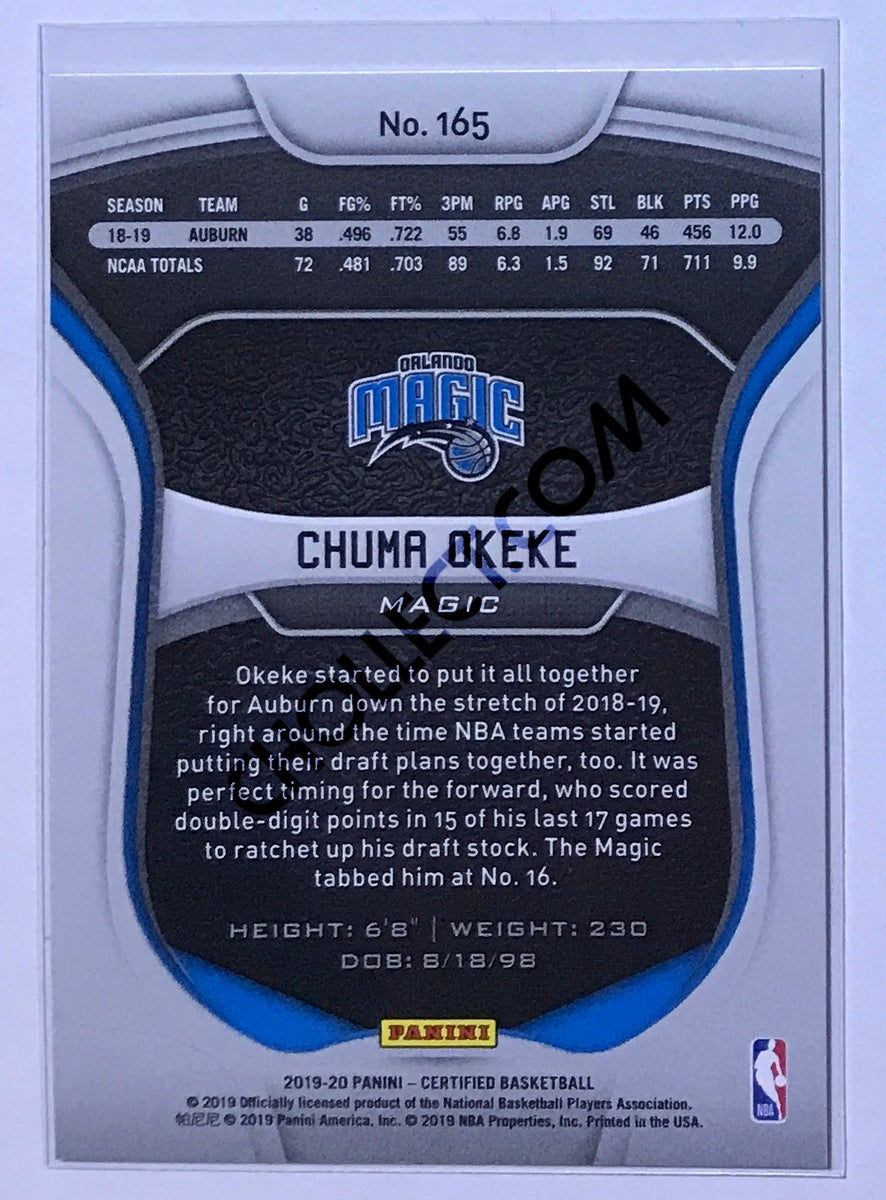 No. 165
SEASON TEAM G FG% FT% 3PM RPG APG STL BLK PTS PPG
18-19 AUBURN 38 .496 .722 55 6.8 1.9 69 46 456 12.0
NCAA TOTALS 72 .481 .703 89 6.3 1.5 92 71 711 9.9
ORLANDO
MAGIC
CHUMA OKEKE
MAGIC
CHOLLECT.COM
Okeke started to put it all together
for Auburn down the stretch of 2018-19,
right around the time NBA teams started
putting their draft plans together, too. It was
perfect timing for the forward, who scored
double-digit points in 15 of his last 17 games
to ratchet up his draft stock. The Magic
tabbed him at No. 16.
HEIGHT: 6'8" | WEIGHT: 230
DOB: 8/18/98
PANINI
2019-20 PANINI – CERTIFIED BASKETBALL
© 2019 Officially licensed product of the National Basketball Players Association.
帕尼尼 © 2019 Panini America, Inc. © 2019 NBA Properties, Inc. Printed in the USA.
NBA